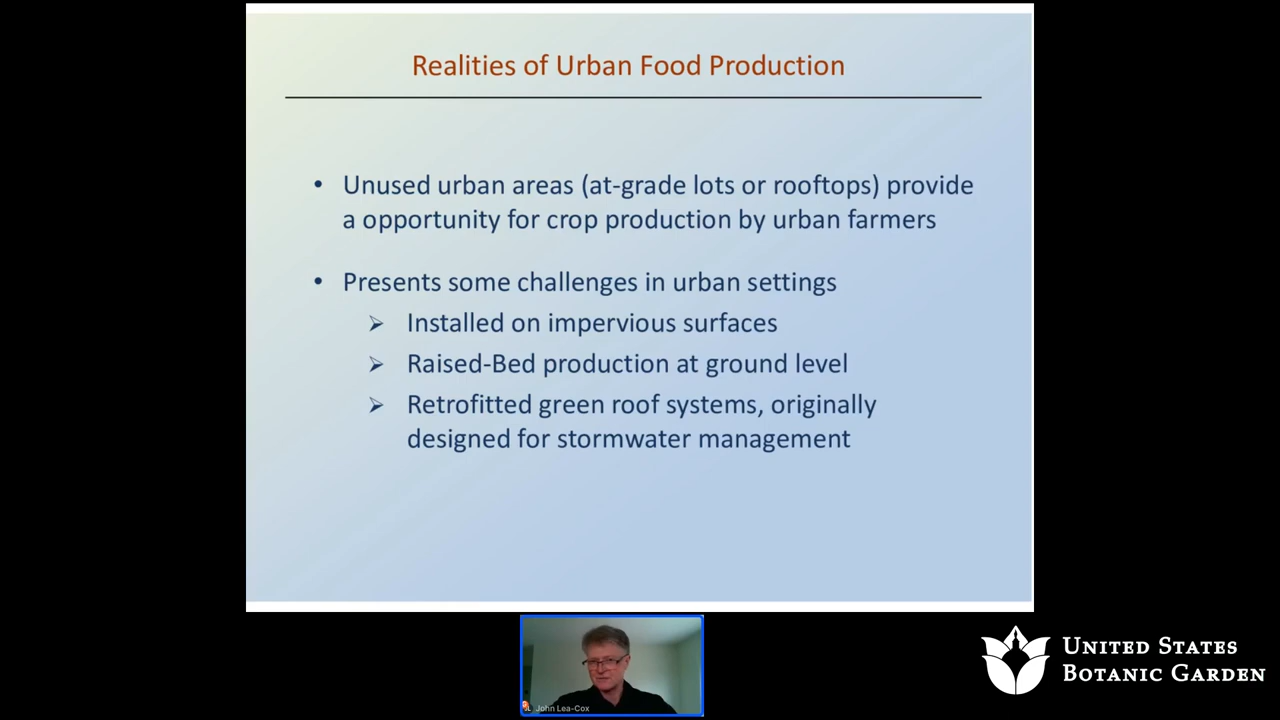 Realities of Urban Food Production
• Unused urban areas (at-grade lots or rooftops) provide
a opportunity for crop production by urban farmers
• Presents some challenges in urban settings
➢ Installed on impervious surfaces
➢ Raised-Bed production at ground level
➢ Retrofitted green roof systems, originally
designed for stormwater management
John Lea-Cox
UNITED STATES
BOTANIC GARDEN